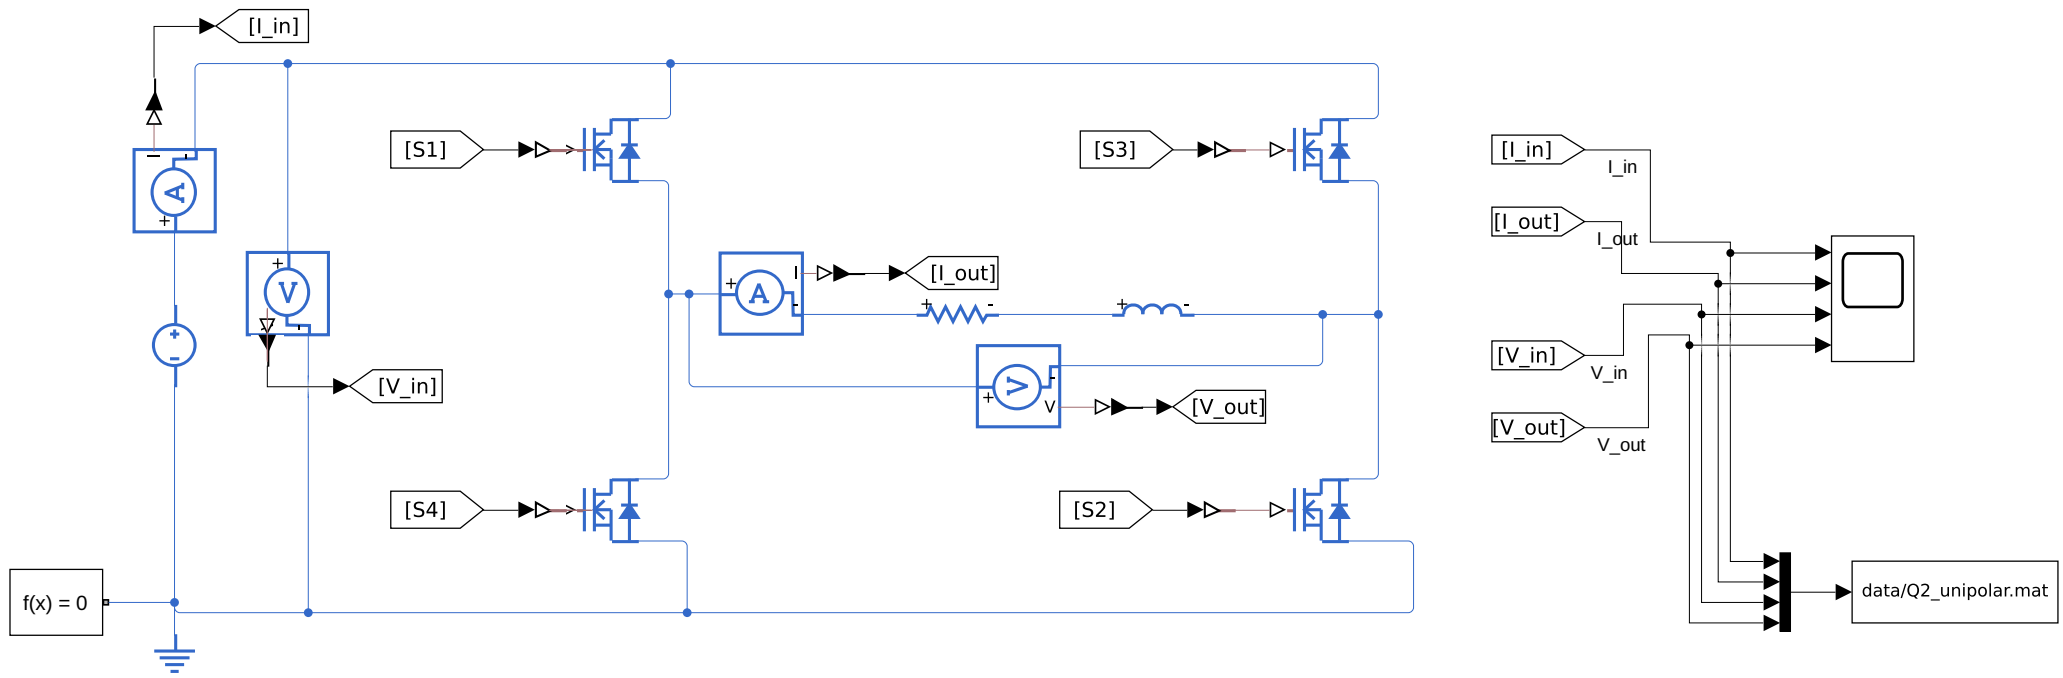 [I_in]
A
+
-
I
[S1]
[S3]
[I_in]
I_in
[I_out]
I_out
+
V
-
[V_in]
+
-
+
A
I
-
[I_out]
+
-
+
-
V
+
-
V
[V_out]
[V_in]
V_in
[V_out]
V_out
[S4]
[S2]
f(x) = 0
data/Q2_unipolar.mat